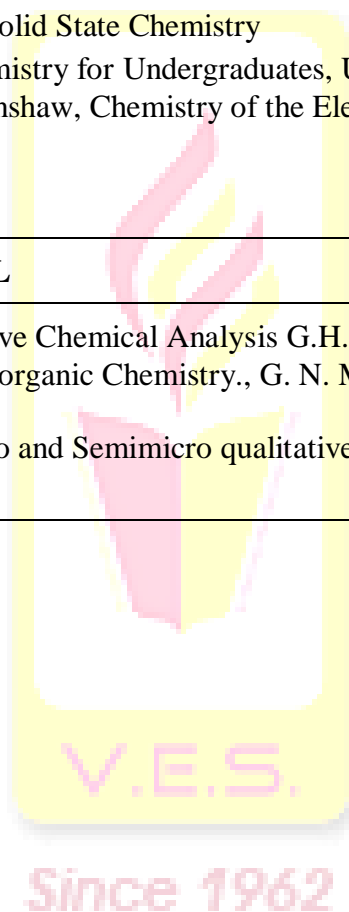 olid State Chemistry
mistry for Undergraduates, U
nshaw, Chemistry of the Ele
L
ve Chemical Analysis G.H.
organic Chemistry., G. N. M
o and Semimicro qualitative
V.E.S.
Since 1962